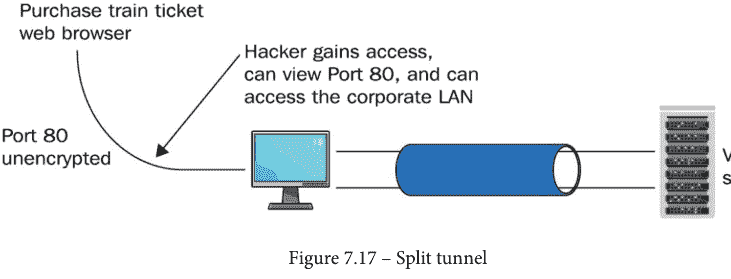 Purchase train ticket
web browser
Hacker gains access,
can view Port 80, and can
access the corporate LAN
Port 80
unencrypted
V
s
Figure 7.17 – Split tunnel